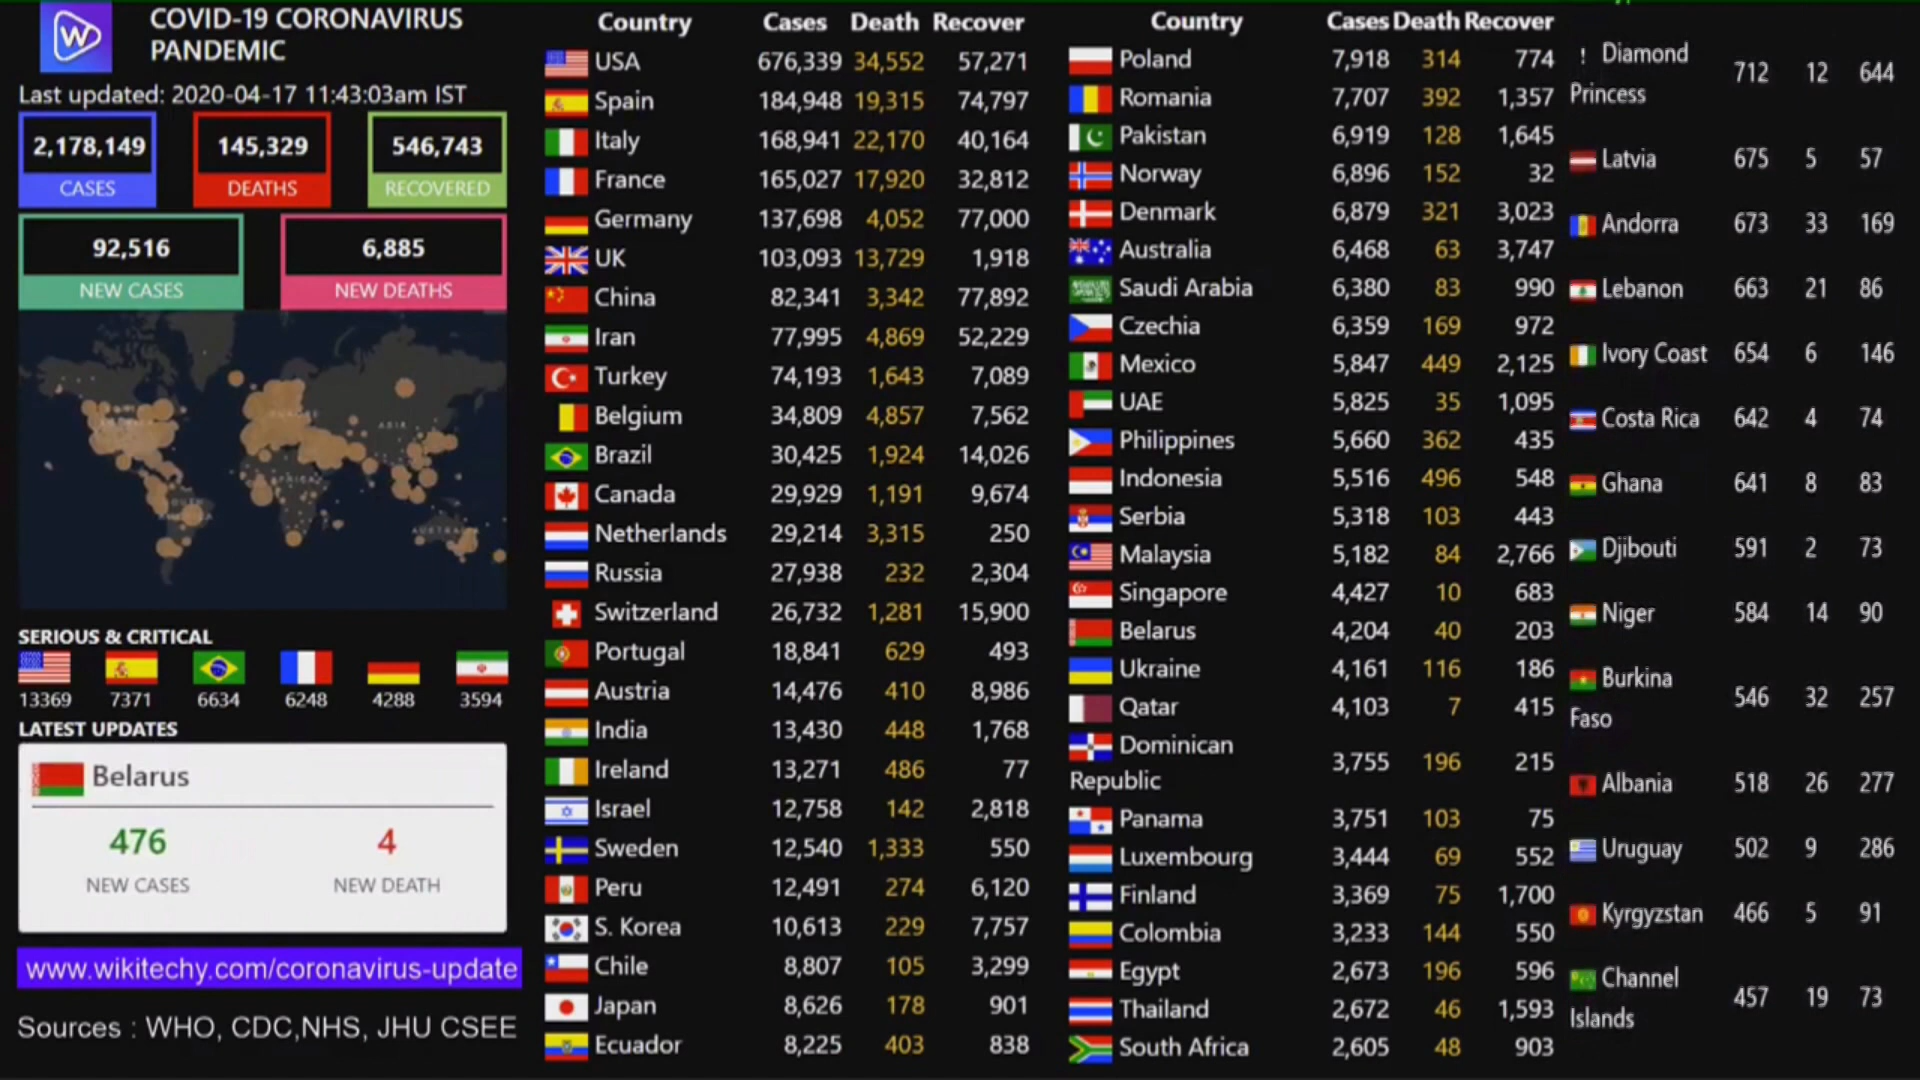 COVID-19 CORONAVIRUS
PANDEMIC
Last updated: 2020-04-17 11:43:03am IST
2,178,149 145,329 546,743
CASES DEATHS RECOVERED
92,516 6,885
NEW CASES NEW DEATHS
SERIOUS & CRITICAL
13369 7371 6634 6248 4288 3594
LATEST UPDATES
Belarus
476 4
NEW CASES NEW DEATH
www.wikitechy.com/coronavirus-update
Sources : WHO, CDC,NHS, JHU CSEE
Country Cases Death Recover
USA 676,339 34,552 57,271
Spain 184,948 19,315 74,797
Italy 168,941 22,170 40,164
France 165,027 17,920 32,812
Germany 137,698 4,052 77,000
UK 103,093 13,729 1,918
China 82,341 3,342 77,892
Iran 77,995 4,869 52,229
Turkey 74,193 1,643 7,089
Belgium 34,809 4,857 7,562
Brazil 30,425 1,924 14,026
Canada 29,929 1,191 9,674
Netherlands 29,214 3,315 250
Russia 27,938 232 2,304
Switzerland 26,732 1,281 15,900
Portugal 18,841 629 493
Austria 14,476 410 8,986
India 13,430 448 1,768
Ireland 13,271 486 77
Israel 12,758 142 2,818
Sweden 12,540 1,333 550
Peru 12,491 274 6,120
S. Korea 10,613 229 7,757
Chile 8,807 105 3,299
Japan 8,626 178 901
Ecuador 8,225 403 838
Country Cases Death Recover
Poland 7,918 314 774
Romania 7,707 392 1,357
Pakistan 6,919 128 1,645
Norway 6,896 152 32
Denmark 6,879 321 3,023
Australia 6,468 63 3,747
Saudi Arabia 6,380 83 990
Czechia 6,359 169 972
Mexico 5,847 449 2,125
UAE 5,825 35 1,095
Philippines 5,660 362 435
Indonesia 5,516 496 548
Serbia 5,318 103 443
Malaysia 5,182 84 2,766
Singapore 4,427 10 683
Belarus 4,204 40 203
Ukraine 4,161 116 186
Qatar 4,103 7 415
Dominican
Republic 3,755 196 215
Panama 3,751 103 75
Luxembourg 3,444 69 552
Finland 3,369 75 1,700
Colombia 3,233 144 550
Egypt 2,673 196 596
Thailand 2,672 46 1,593
South Africa 2,605 48 903
! Diamond
Princess 712 12 644
Latvia 675 5 57
Andorra 673 33 169
Lebanon 663 21 86
Ivory Coast 654 6 146
Costa Rica 642 4 74
Ghana 641 8 83
Djibouti 591 2 73
Niger 584 14 90
Burkina
Faso 546 32 257
Albania 518 26 277
Uruguay 502 9 286
Kyrgyzstan 466 5 91
Channel
Islands 457 19 73